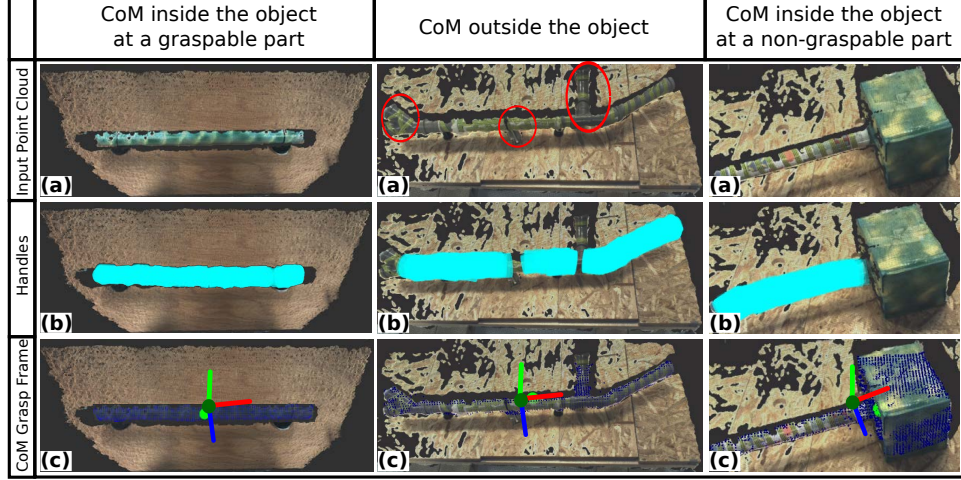 CoM inside the object
at a graspable part
CoM outside the object
CoM inside the object
at a non-graspable part
Input Point Cloud
(a)
(a)
(a)
Handles
(b)
(b)
(b)
CoM Grasp Frame
(c)
(c)
(c)